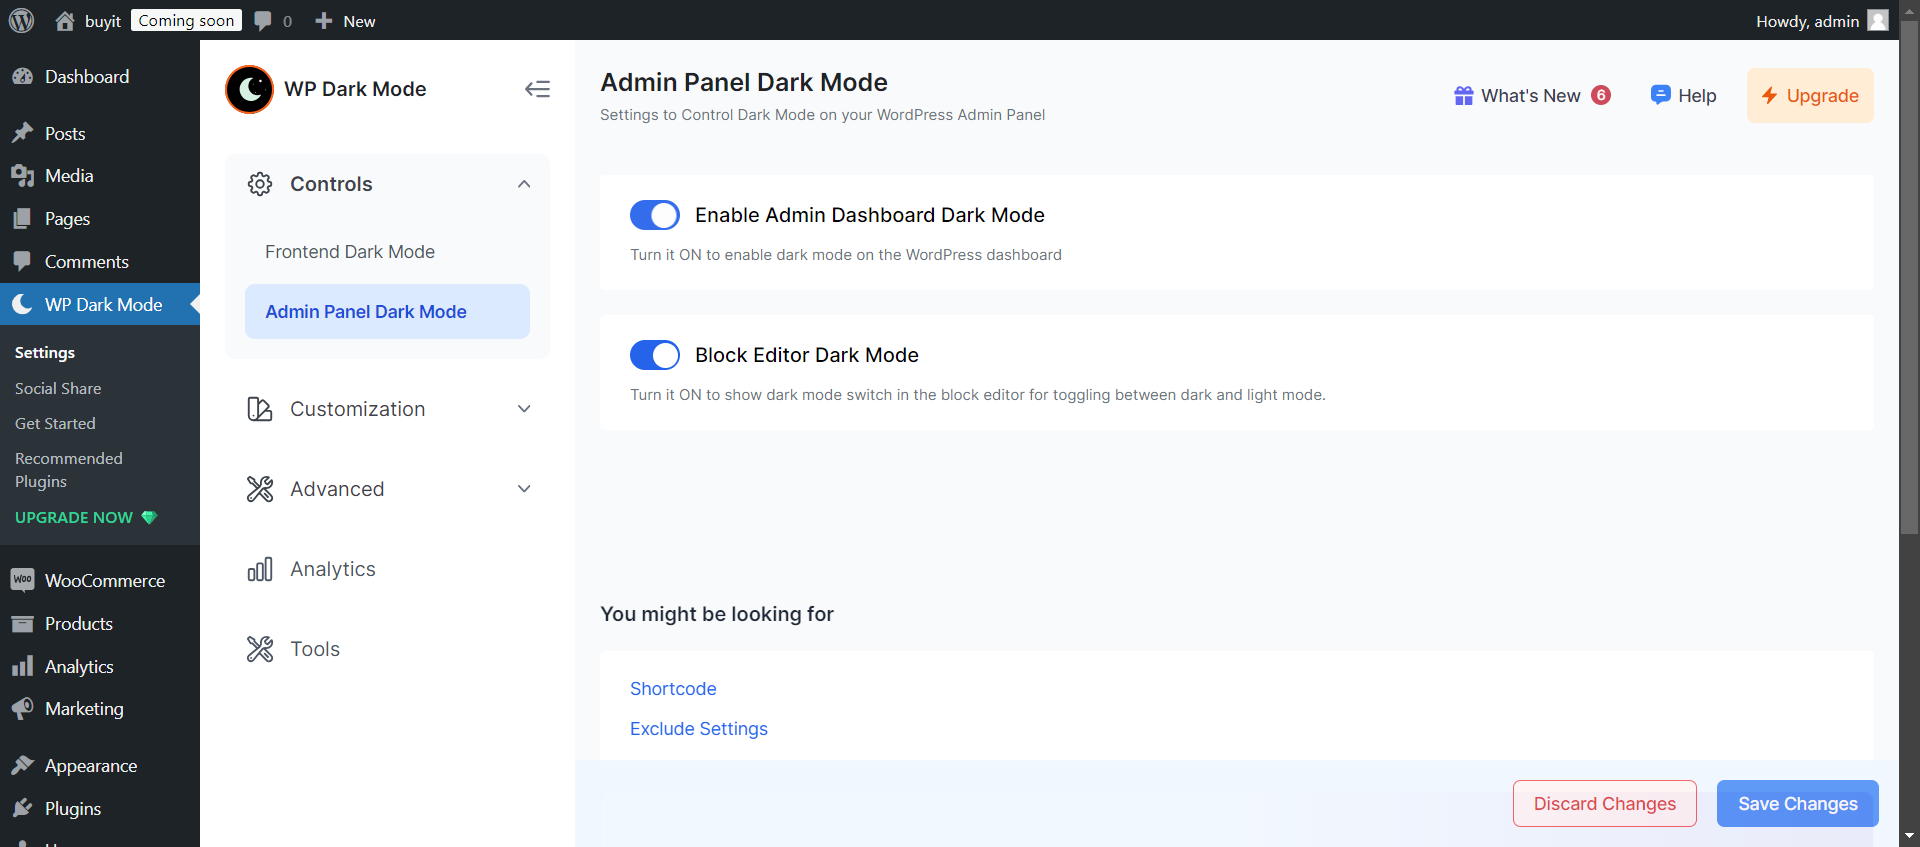 buyit
Coming soon
0
New
Howdy, admin
Dashboard
Posts
Media
Pages
Comments
WP Dark Mode
Settings
Social Share
Get Started
Recommended
Plugins
UPGRADE NOW
WooCommerce
Products
Analytics
Marketing
Appearance
Plugins
WP Dark Mode
Controls
Frontend Dark Mode
Admin Panel Dark Mode
Customization
Advanced
Analytics
Tools
Admin Panel Dark Mode
Settings to Control Dark Mode on your WordPress Admin Panel
What's New 6
Help
Upgrade
Enable Admin Dashboard Dark Mode
Turn it ON to enable dark mode on the WordPress dashboard
Block Editor Dark Mode
Turn it ON to show dark mode switch in the block editor for toggling between dark and light mode.
You might be looking for
Shortcode
Exclude Settings
Discard Changes
Save Changes